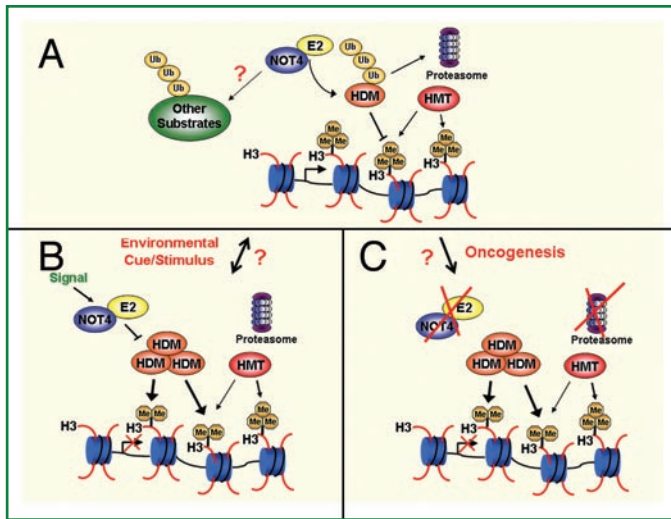 A
Ub
Ub
Ub
?
NOT4
E2
Ub
Ub
Ub
HDM
Proteasome
HMT
Other
Substrates
H3
Me
Me
Me
H3
Me
Me
Me
H3
Me
Me
Me
B
Environmental
Cue/Stimulus
?
Signal
NOT4
E2
Proteasome
HDM
HDM
HDM
HMT
H3
Me
Me
H3
Me
Me
H3
Me
Me
Me
C
?
Oncogenesis
NOT4
E2
Proteasome
HDM
HDM
HDM
HMT
H3
Me
Me
H3
Me
Me
H3
Me
Me
Me